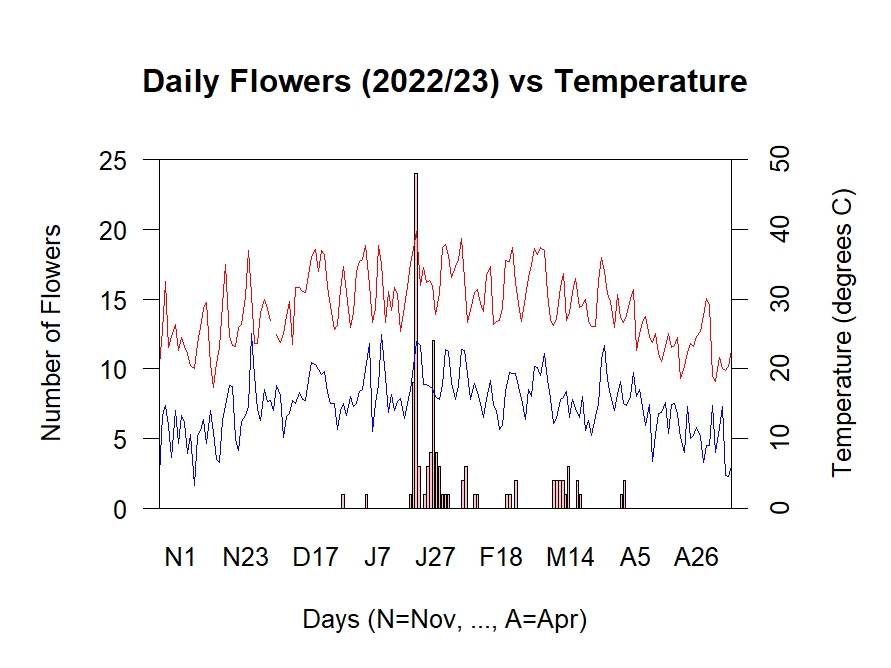 Daily Flowers (2022/23) vs Temperature
25
20
15
10
5
0
Number of Flowers
50
40
30
20
10
0
Temperature (degrees C)
N1 N23 D17 J7 J27 F18 M14 A5 A26
Days (N=Nov, ..., A=Apr)